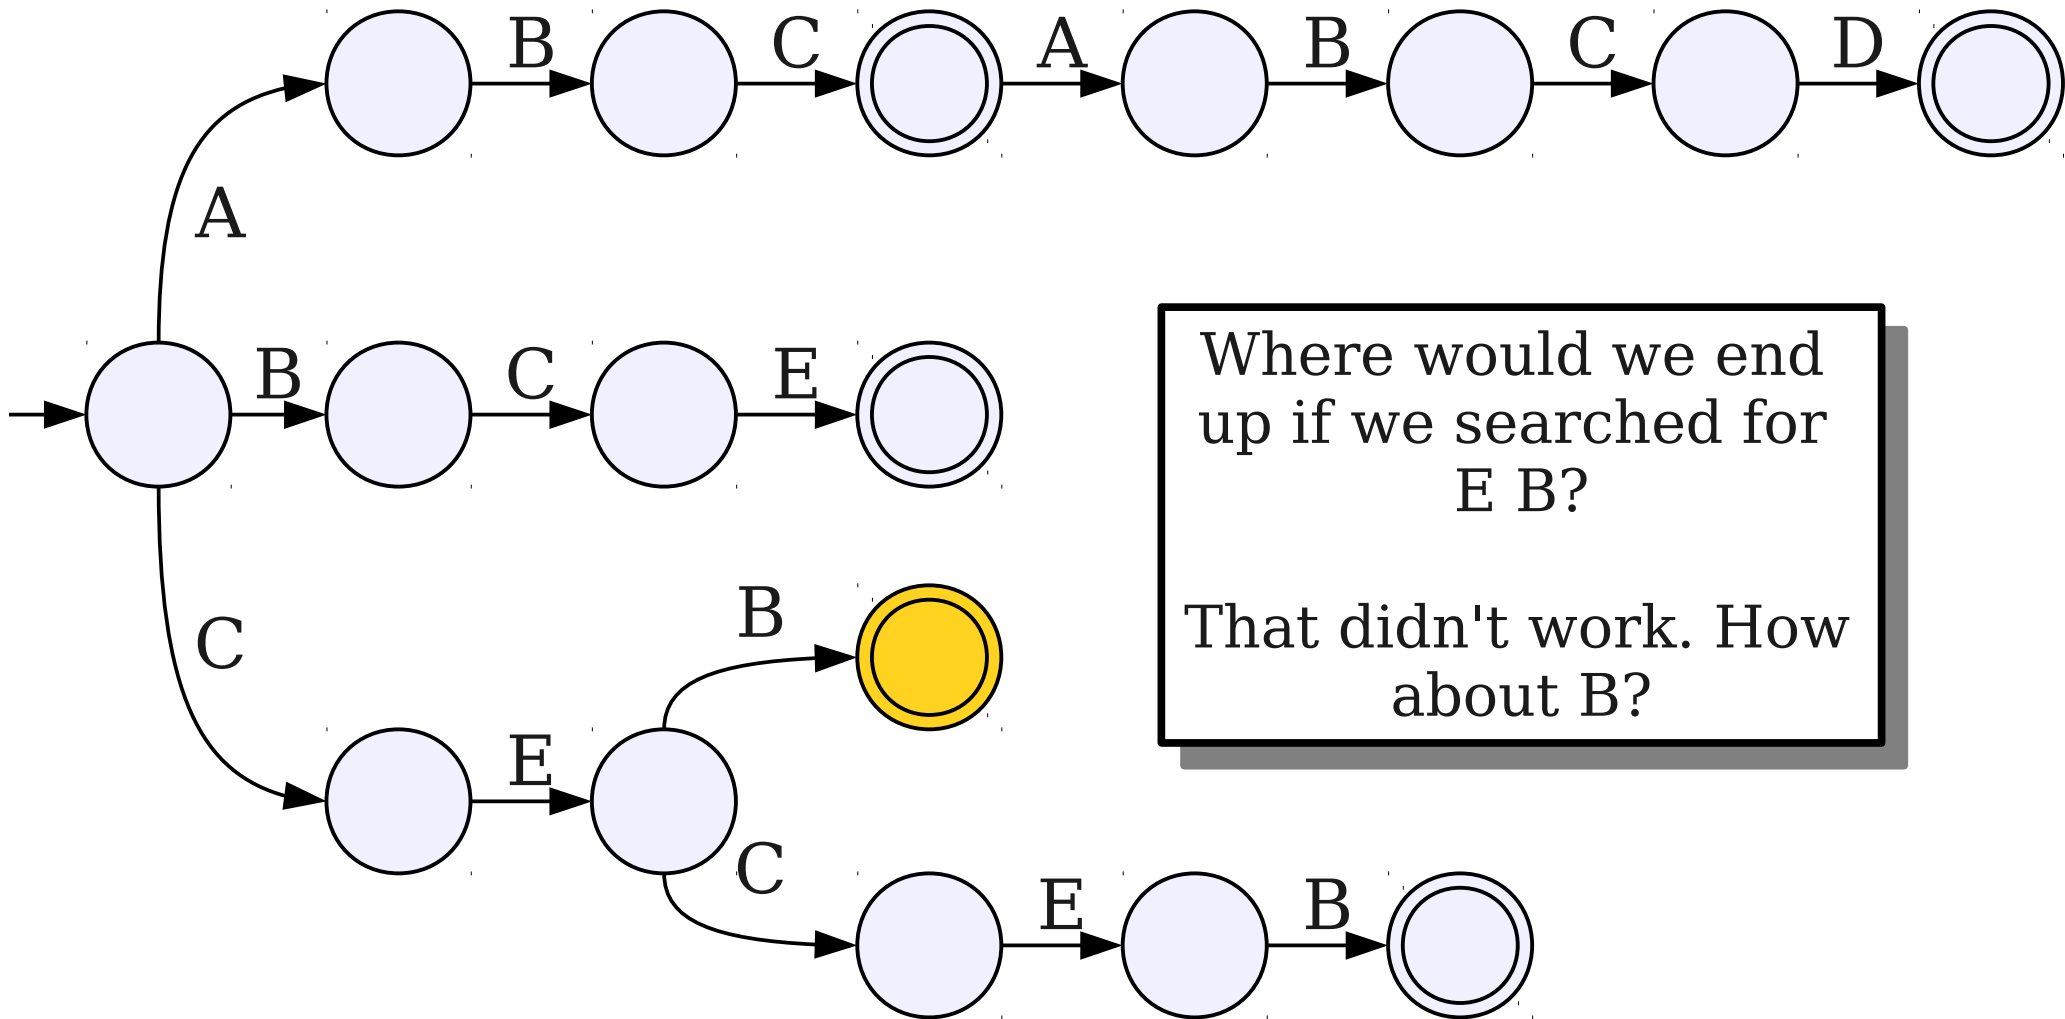 B C A B C D
A
B C E
Where would we end
up if we searched for
E B?
B
That didn't work. How
about B?
C
E
C
E B